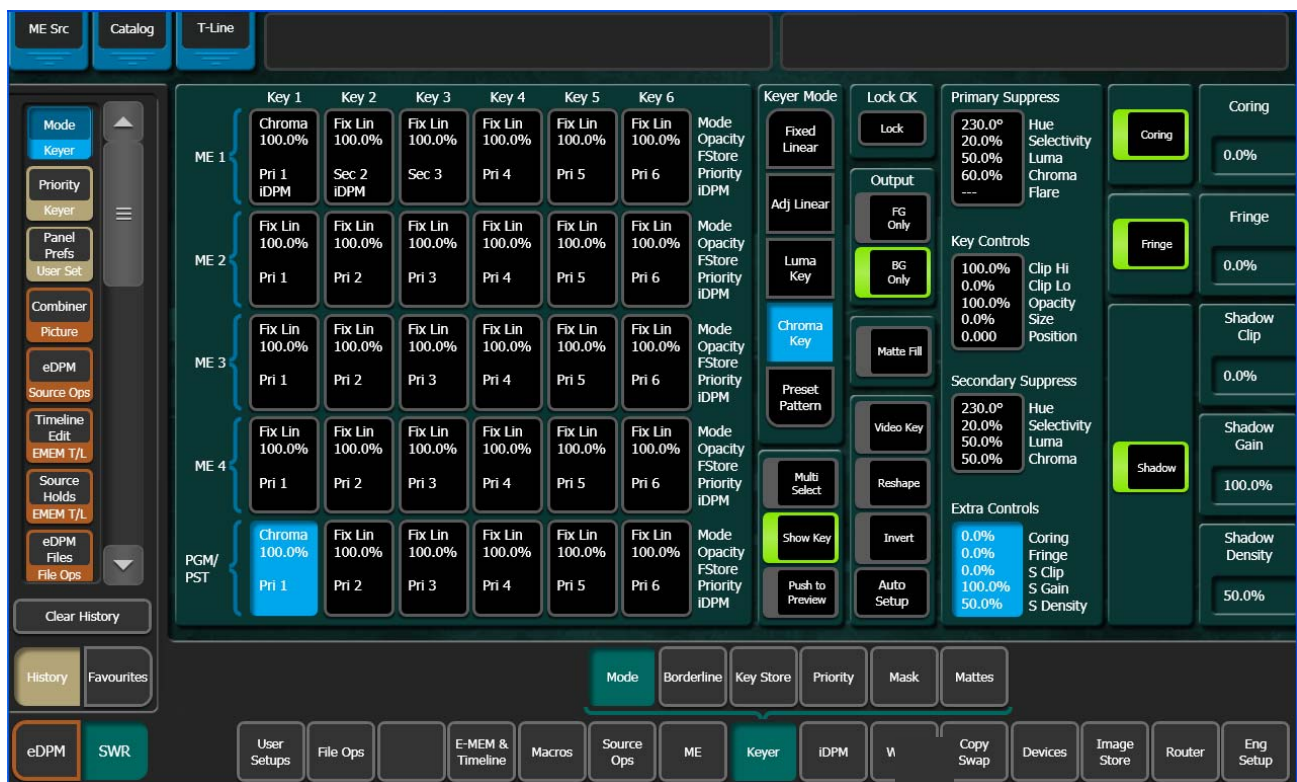 ME Src
Catalog
T-Line
Mode
Keyer
Priority
Keyer
Panel
Prefs
User Set
Combiner
Picture
eDPM
Source Ops
Timeline
Edit
EMEM T/L
Source
Holds
EMEM T/L
eDPM
Files
File Ops
Clear History
History
Favourites
eDPM
SWR
Key 1 Key 2 Key 3 Key 4 Key 5 Key 6
ME 1
Chroma Fix Lin Fix Lin Fix Lin Fix Lin Fix Lin Mode
100.0% 100.0% 100.0% 100.0% 100.0% 100.0% Opacity
FStore
Pri 1 Sec 2 Sec 3 Pri 4 Pri 5 Pri 6 Priority
iDPM iDPM iDPM
ME 2
Fix Lin Fix Lin Fix Lin Fix Lin Fix Lin Fix Lin Mode
100.0% 100.0% 100.0% 100.0% 100.0% 100.0% Opacity
FStore
Pri 1 Pri 2 Pri 3 Pri 4 Pri 5 Pri 6 Priority
iDPM
ME 3
Fix Lin Fix Lin Fix Lin Fix Lin Fix Lin Fix Lin Mode
100.0% 100.0% 100.0% 100.0% 100.0% 100.0% Opacity
FStore
Pri 1 Pri 2 Pri 3 Pri 4 Pri 5 Pri 6 Priority
iDPM
ME 4
Fix Lin Fix Lin Fix Lin Fix Lin Fix Lin Fix Lin Mode
100.0% 100.0% 100.0% 100.0% 100.0% 100.0% Opacity
FStore
Pri 1 Pri 2 Pri 3 Pri 4 Pri 5 Pri 6 Priority
iDPM
PGM/
PST
Chroma Fix Lin Fix Lin Fix Lin Fix Lin Fix Lin Mode
100.0% 100.0% 100.0% 100.0% 100.0% 100.0% Opacity
FStore
Pri 1 Pri 2 Pri 3 Pri 4 Pri 5 Pri 6 Priority
iDPM
Keyer Mode
Fixed
Linear
Adj Linear
Luma
Key
Chroma
Key
Preset
Pattern
Multi
Select
Show Key
Push to
Preview
Lock CK
Lock
Output
FG
Only
BG
Only
Matte Fill
Video Key
Reshape
Invert
Auto
Setup
Primary Suppress
230.0° Hue
20.0% Selectivity
50.0% Luma
60.0% Chroma
--- Flare
Key Controls
100.0% Clip Hi
0.0% Clip Lo
100.0% Opacity
0.0% Size
0.000 Position
Secondary Suppress
230.0° Hue
20.0% Selectivity
50.0% Luma
50.0% Chroma
Extra Controls
0.0% Coring
0.0% Fringe
0.0% S Clip
100.0% S Gain
50.0% S Density
Coring
Fringe
Shadow
Coring
0.0%
Fringe
0.0%
Shadow
Clip
0.0%
Shadow
Gain
100.0%
Shadow
Density
50.0%
Mode
Borderline
Key Store
Priority
Mask
Mattes
User
Setups
File Ops
E-MEM &
Timeline
Macros
Source
Ops
ME
Keyer
iDPM
Copy
Swap
Devices
Image
Store
Router
Eng
Setup